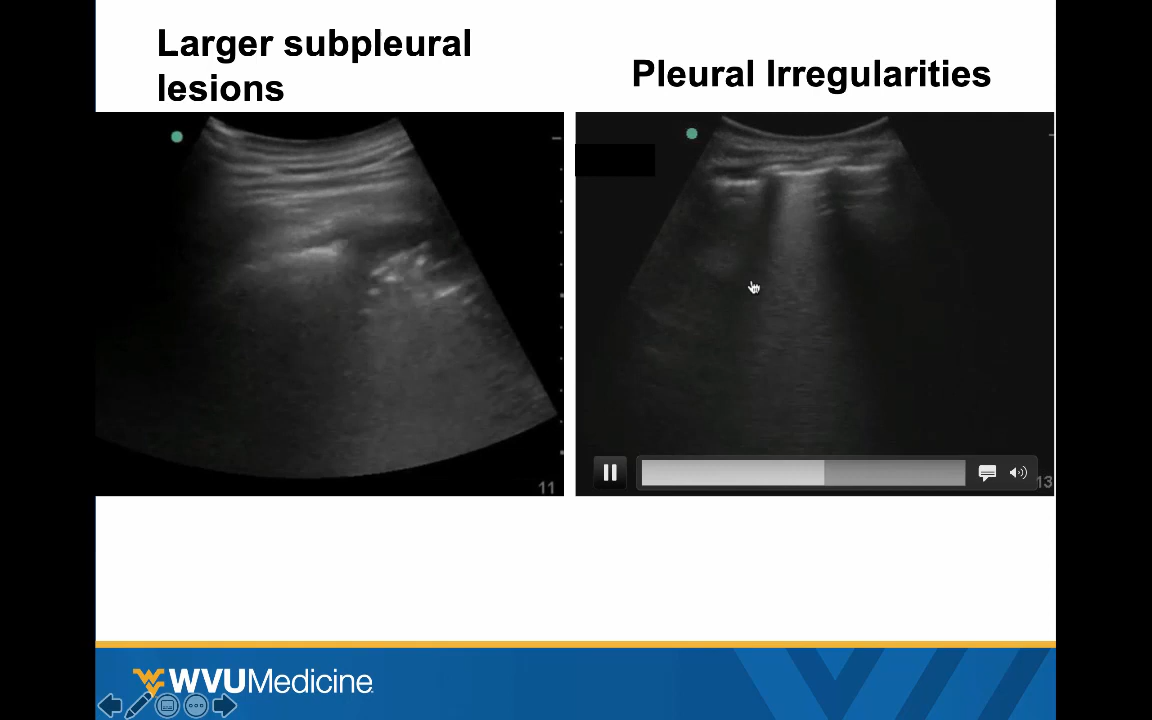 Larger subpleural
lesions
Pleural Irregularities
11
13
WVUMedicine